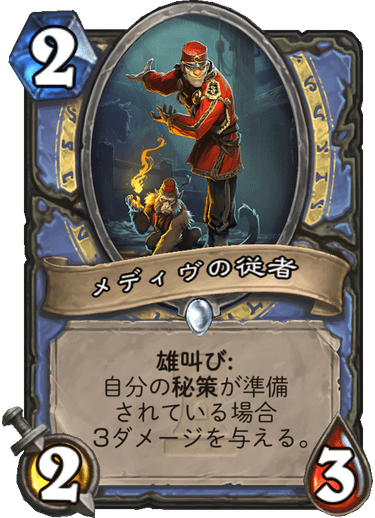 2
メディヴの従者
雄叫び:
自分の秘策が準備
されている場合
3ダメージを与える。
2
3